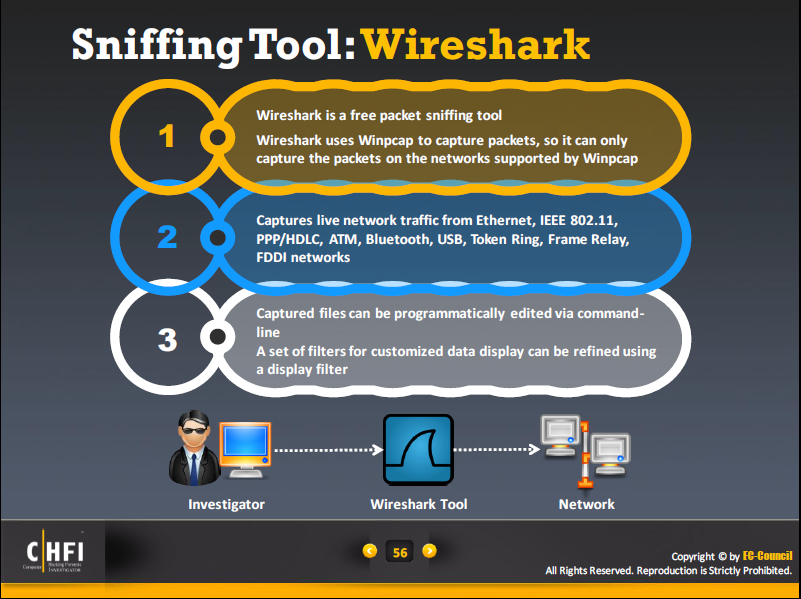 Sniffing Tool: Wireshark
1
Wireshark is a free packet sniffing tool
Wireshark uses Winpcap to capture packets, so it can only
capture the packets on the networks supported by Winpcap
2
Captures live network traffic from Ethernet, IEEE 802.11,
PPP/HDLC, ATM, Bluetooth, USB, Token Ring, Frame Relay,
FDDI networks
3
Captured files can be programmatically edited via command-
line
A set of filters for customized data display can be refined using
a display filter
Investigator
Wireshark Tool
Network
CHFI
Computer Hacking Forensic
INVESTIGATOR
56
Copyright © by EC-Council
All Rights Reserved. Reproduction is Strictly Prohibited.